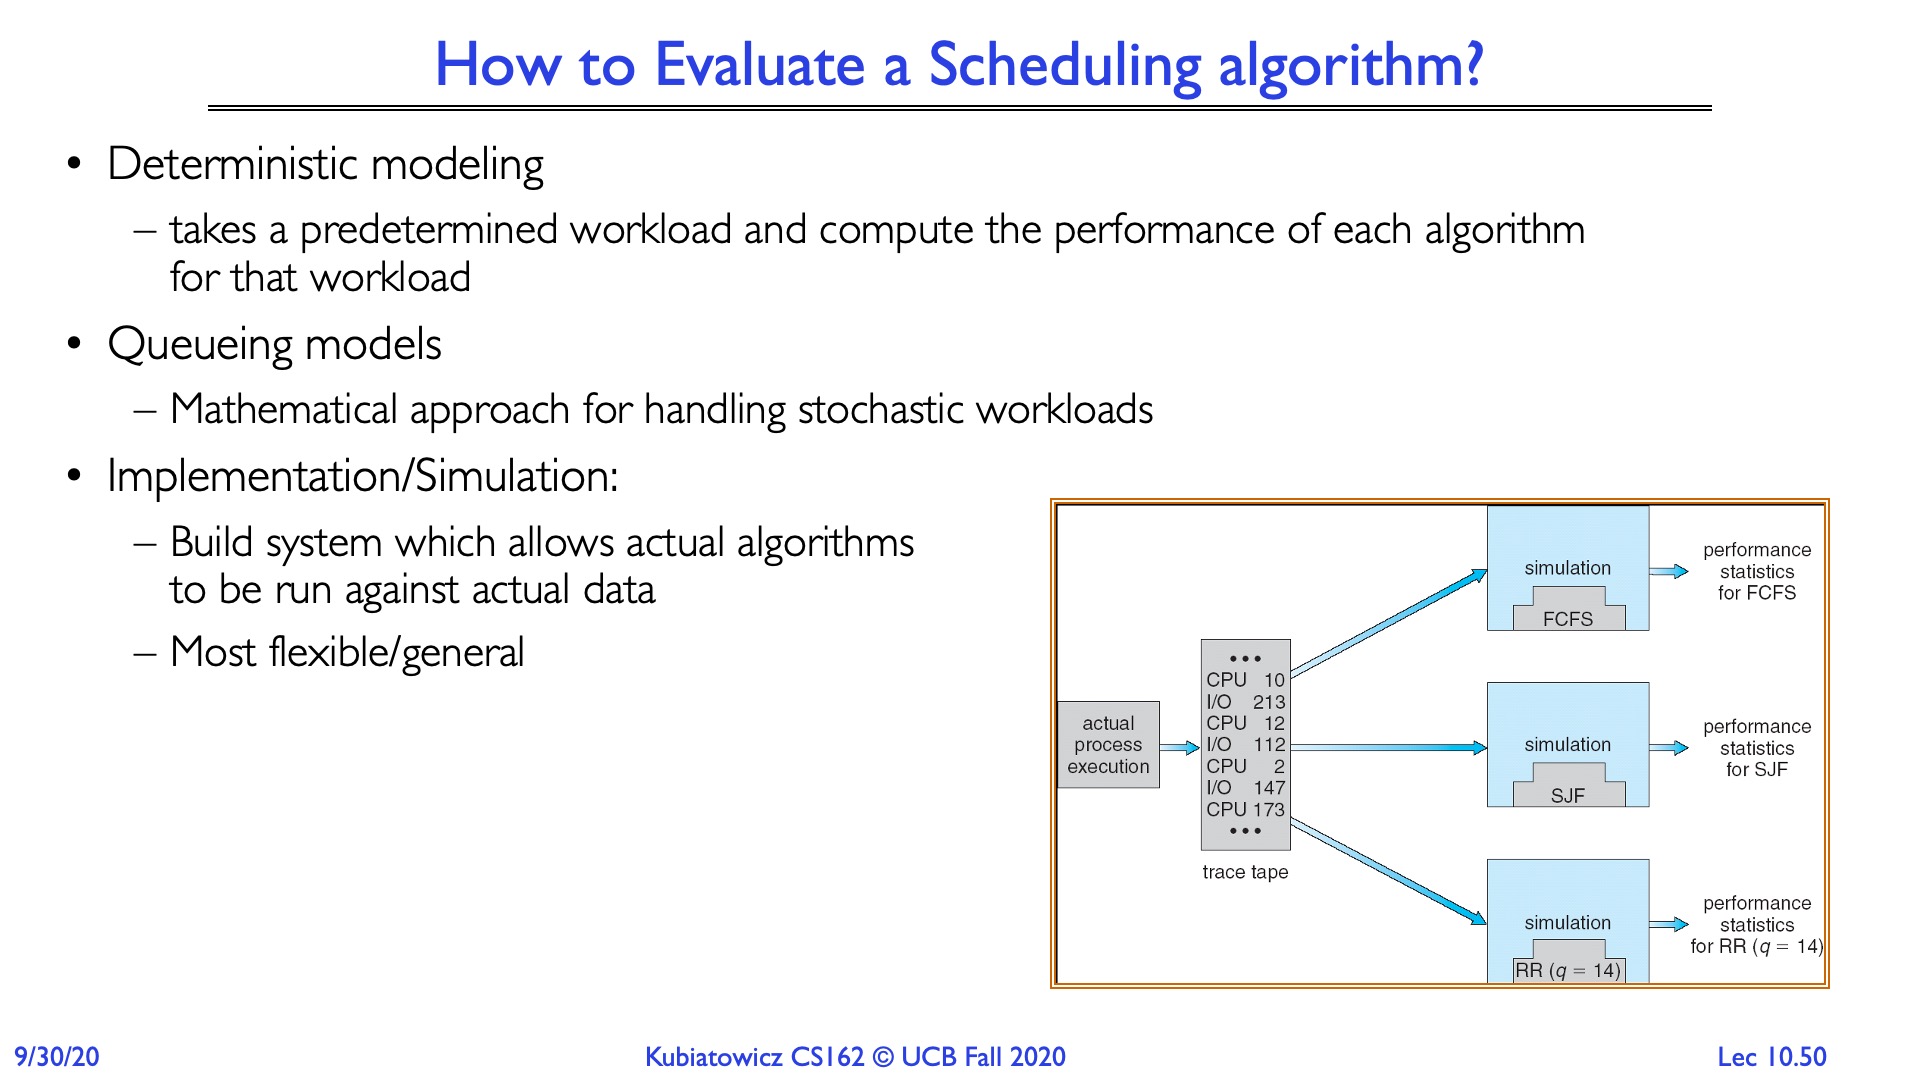 How to Evaluate a Scheduling algorithm?
• Deterministic modeling
– takes a predetermined workload and compute the performance of each algorithm
for that workload
• Queueing models
– Mathematical approach for handling stochastic workloads
• Implementation/Simulation:
– Build system which allows actual algorithms
to be run against actual data
– Most flexible/general
actual
process
execution
•••
CPU 10
I/O 213
CPU 12
I/O 112
CPU 2
I/O 147
CPU 173
•••
trace tape
simulation
FCFS
performance
statistics
for FCFS
simulation
SJF
performance
statistics
for SJF
simulation
RR (q = 14)
performance
statistics
for RR (q = 14)
9/30/20
Kubiatowicz CS162 © UCB Fall 2020
Lec 10.50